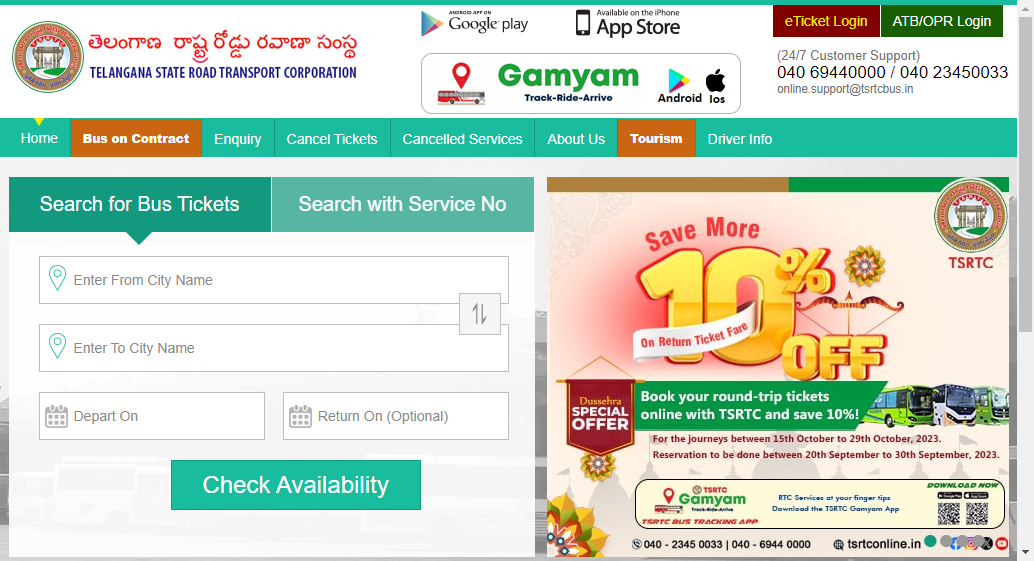 తెలంగాణ రాష్ట్ర రోడ్డు రవాణా సంస్థ
TELANGANA STATE ROAD TRANSPORT CORPORATION
ANDROID APP ON
Google play
Available on the iPhone
App Store
Gamyam
Track-Ride-Arrive
Android
Ios
eTicket Login
ATB/OPR Login
(24/7 Customer Support)
040 69440000 / 040 23450033
online.support@tsrtcbus.in
Home
Bus on Contract
Enquiry
Cancel Tickets
Cancelled Services
About Us
Tourism
Driver Info
Search for Bus Tickets
Search with Service No
Enter From City Name
Enter To City Name
Depart On
Return On (Optional)
Check Availability
TSRTC
Save More
10%
On Return Ticket Fare
OFF
Dussehra
SPECIAL
OFFER
Book your round-trip tickets
online with TSRTC and save 10%!
For the journeys between 15th October to 29th October, 2023.
Reservation to be done between 20th September to 30th September, 2023.
TSRTC
Gamyam
Track-Ride-Arrive
TSRTC BUS TRACKING APP
RTC Services at your finger tips
Download the TSRTC Gamyam App
DOWNLOAD NOW
040 - 2345 0033 | 040 - 6944 0000
tsrtconline.in